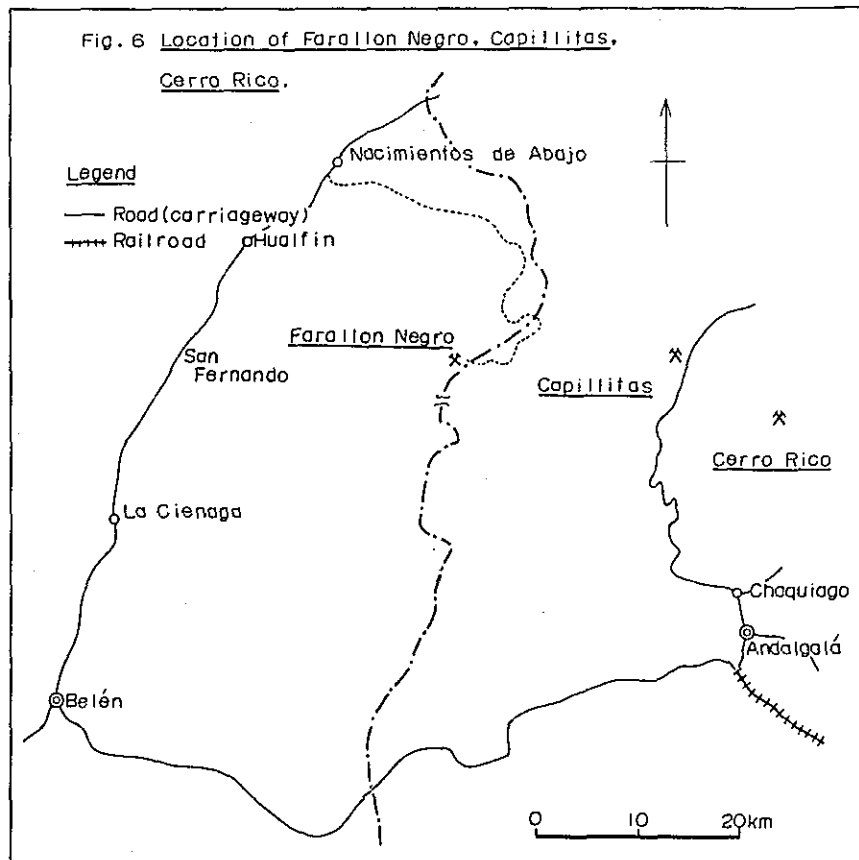 Fig. 6 Location of Farallon Negro, Capillitas,
Cerro Rico.
Nacimientos de Abajo
Legend
Road(carriageway)
Railroad
Hualfin
Farallon Negro
San
Fernando
Capillitas
Cerro Rico
La Cienaga
Chaquiago
Andalgalá
Belén
0 10 20km